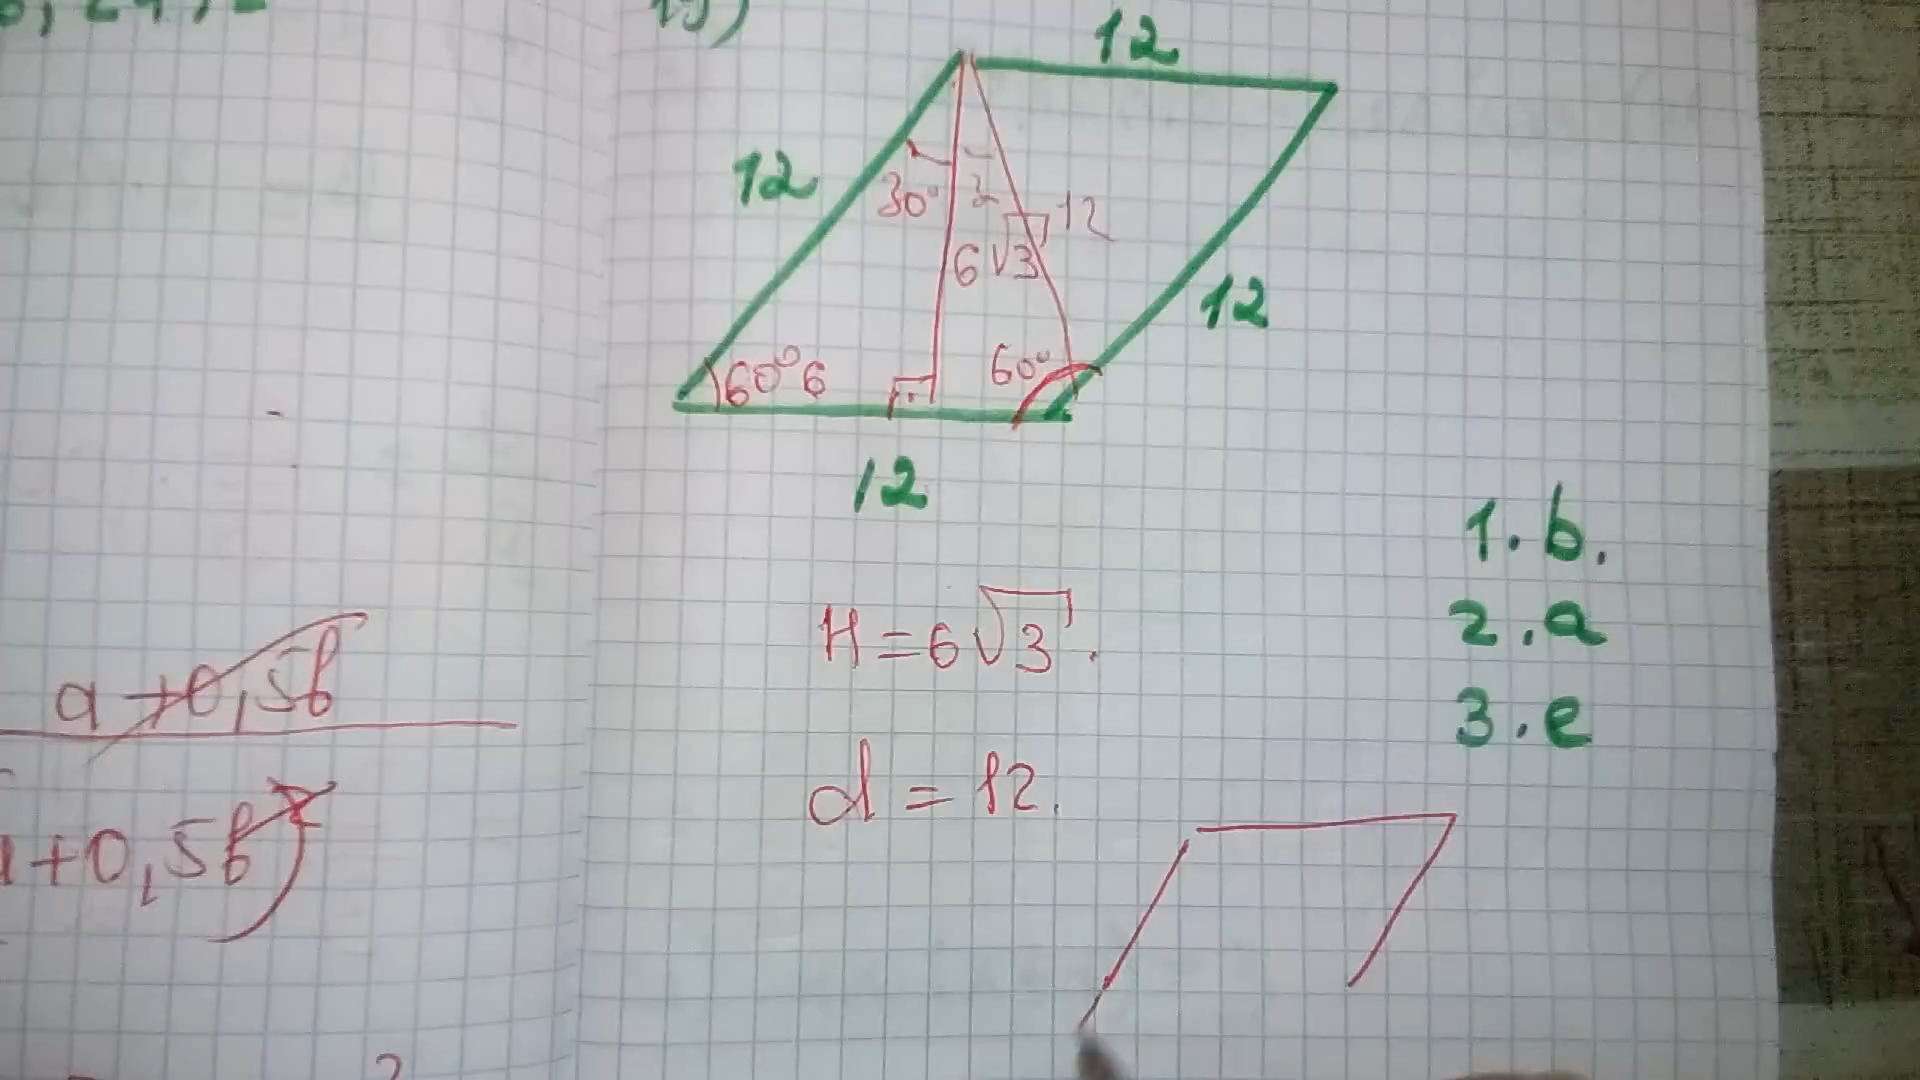 12
12
30°
12
6√3
12
60° 6
60°
12
1. b.
2. a
3. e
H = 6√3.
a + 0,5b
d = 12.
+0,5b)
2